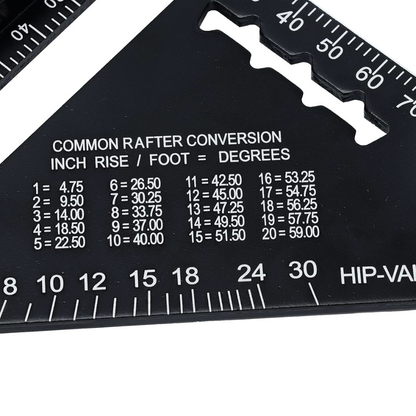 40
50
40 50 60 70
COMMON RAFTER CONVERSION
INCH RISE / FOOT = DEGREES
1 = 4.75 6 = 26.50 11 = 42.50 16 = 53.25
2 = 9.50 7 = 30.25 12 = 45.00 17 = 54.75
3 = 14.00 8 = 33.75 13 = 47.25 18 = 56.25
4 = 18.50 9 = 37.00 14 = 49.50 19 = 57.75
5 = 22.50 10 = 40.00 15 = 51.50 20 = 59.00
8 10 12 15 18 24 30 HIP-VAL